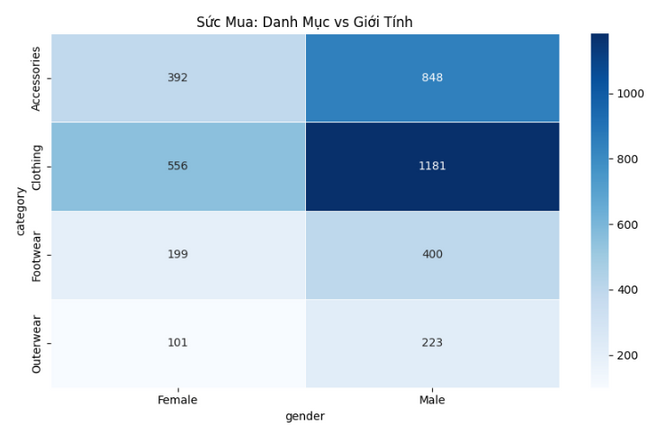 Sức Mua: Danh Mục vs Giới Tính
category
Accessories
392
848
1000
Clothing
556
1181
800
600
Footwear
199
400
400
Outerwear
101
223
200
Female
Male
gender